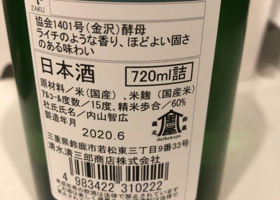 ZAKU
協会1401号(金沢)酵母
ライチのような香り、ほどよい固さ
のある味わい
日本酒
720ml詰
原材料/米(国産米)、米麹(国産米)
アルコール度数/15度、精米歩合/60%
杜氏氏名/内山智広
製造年月
2020.6
三重県鈴鹿市若松東三丁目9番33号
清水清三郎商店株式会社
4 983422 310222